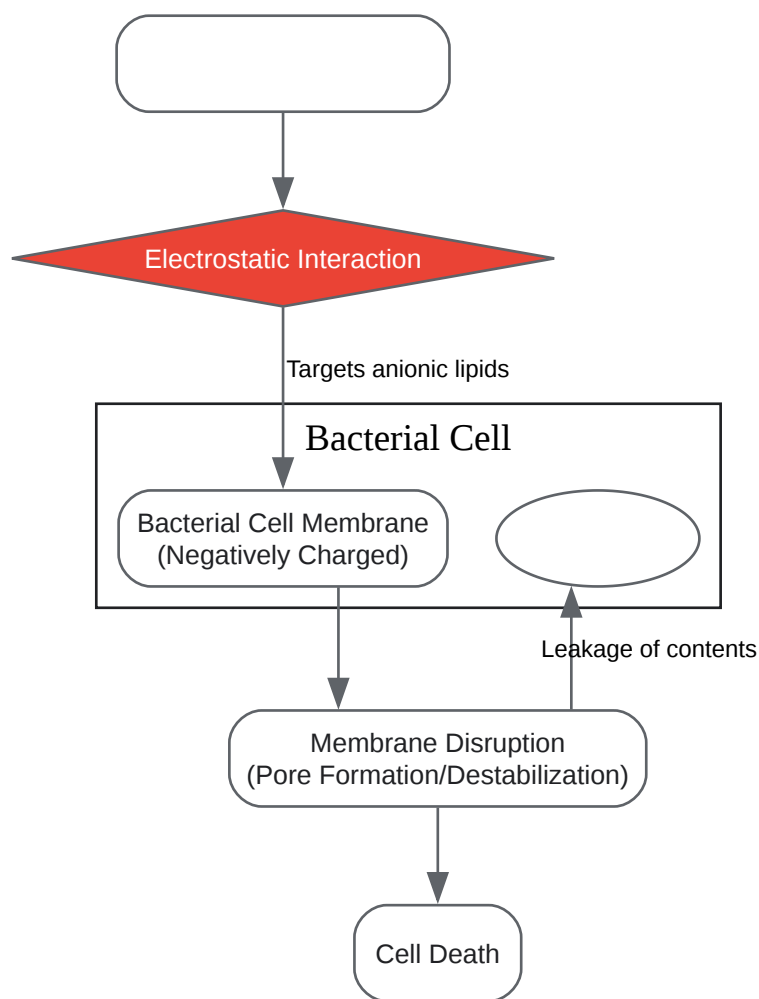 Electrostatic Interaction
Targets anionic lipids
Bacterial Cell
Bacterial Cell Membrane
(Negatively Charged)
Leakage of contents
Membrane Disruption
(Pore Formation/Destabilization)
Cell Death